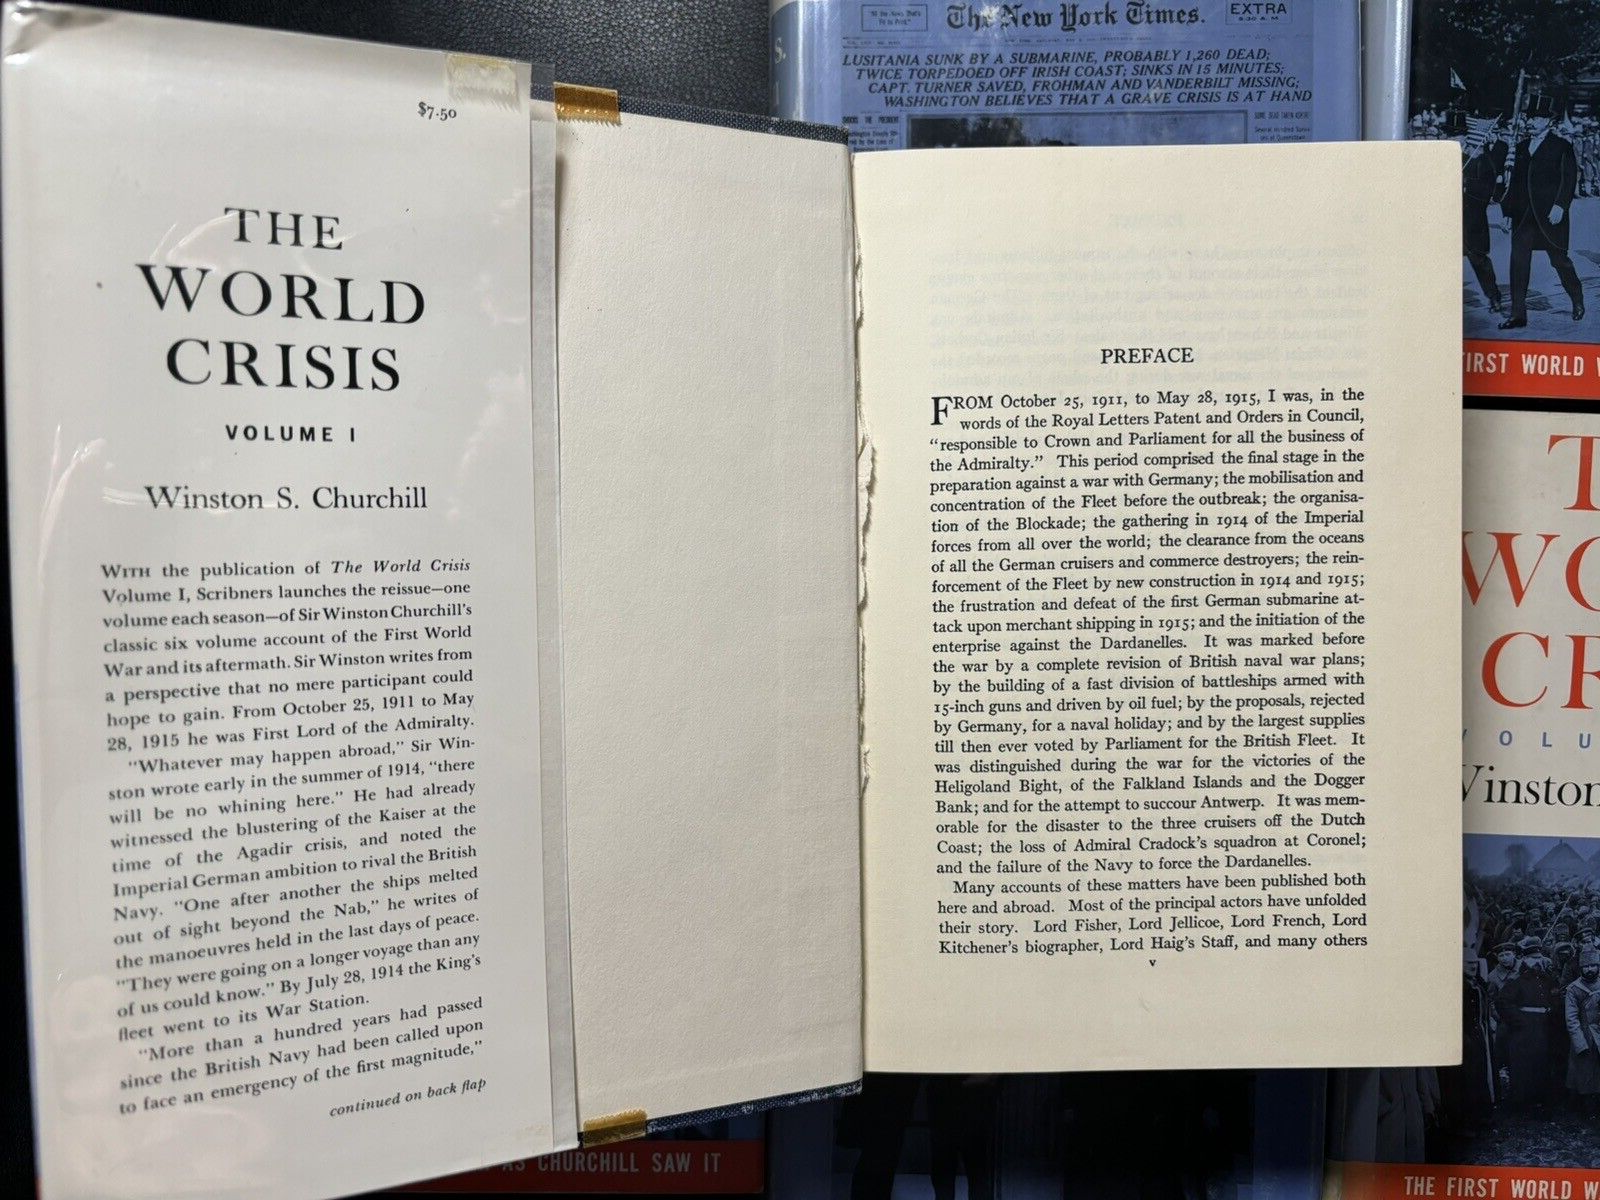 $7.50
THE
WORLD
CRISIS
VOLUME I
Winston S. Churchill
WITH the publication of The World Crisis
Volume I, Scribners launches the reissue—one
volume each season—of Sir Winston Churchill's
classic six volume account of the First World
War and its aftermath. Sir Winston writes from
a perspective that no mere participant could
hope to gain. From October 25, 1911 to May
28, 1915 he was First Lord of the Admiralty.
"Whatever may happen abroad," Sir Win-
ston wrote early in the summer of 1914, "there
will be no whining here." He had already
witnessed the blustering of the Kaiser at the
time of the Agadir crisis, and noted the
Imperial German ambition to rival the British
Navy. "One after another the ships melted
out of sight beyond the Nab," he writes of
the manoeuvres held in the last days of peace.
"They were going on a longer voyage than any
of us could know." By July 28, 1914 the King's
fleet went to its War Station.
"More than a hundred years had passed
since the British Navy had been called upon
to face an emergency of the first magnitude,"
continued on back flap
PREFACE
FROM October 25, 1911, to May 28, 1915, I was, in the
words of the Royal Letters Patent and Orders in Council,
"responsible to Crown and Parliament for all the business of
the Admiralty." This period comprised the final stage in the
preparation against a war with Germany; the mobilisation and
concentration of the Fleet before the outbreak; the organisa-
tion of the Blockade; the gathering in 1914 of the Imperial
forces from all over the world; the clearance from the oceans
of all the German cruisers and commerce destroyers; the rein-
forcement of the Fleet by new construction in 1914 and 1915;
the frustration and defeat of the first German submarine at-
tack upon merchant shipping in 1915; and the initiation of the
enterprise against the Dardanelles. It was marked before
the war by a complete revision of British naval war plans;
by the building of a fast division of battleships armed with
15-inch guns and driven by oil fuel; by the proposals, rejected
by Germany, for a naval holiday; and by the largest supplies
till then ever voted by Parliament for the British Fleet. It
was distinguished during the war for the victories of the
Heligoland Bight, of the Falkland Islands and the Dogger
Bank; and for the attempt to succour Antwerp. It was mem-
orable for the disaster to the three cruisers off the Dutch
Coast; the loss of Admiral Cradock's squadron at Coronel;
and the failure of the Navy to force the Dardanelles.
Many accounts of these matters have been published both
here and abroad. Most of the principal actors have unfolded
their story. Lord Fisher, Lord Jellicoe, Lord French, Lord
Kitchener's biographer, Lord Haig's Staff, and many others
v
"All the News That's
Fit to Print."
The New York Times.
EXTRA
8:30 A. M.
LUSITANIA SUNK BY A SUBMARINE, PROBABLY 1,260 DEAD;
TWICE TORPEDOED OFF IRISH COAST; SINKS IN 15 MINUTES;
CAPT. TURNER SAVED, FROHMAN AND VANDERBILT MISSING;
WASHINGTON BELIEVES THAT A GRAVE CRISIS IS AT HAND
IRST WORLD W
T
WO
CR
VOLU
Winston
THE FIRST WORLD W
AS CHURCHILL SAW IT